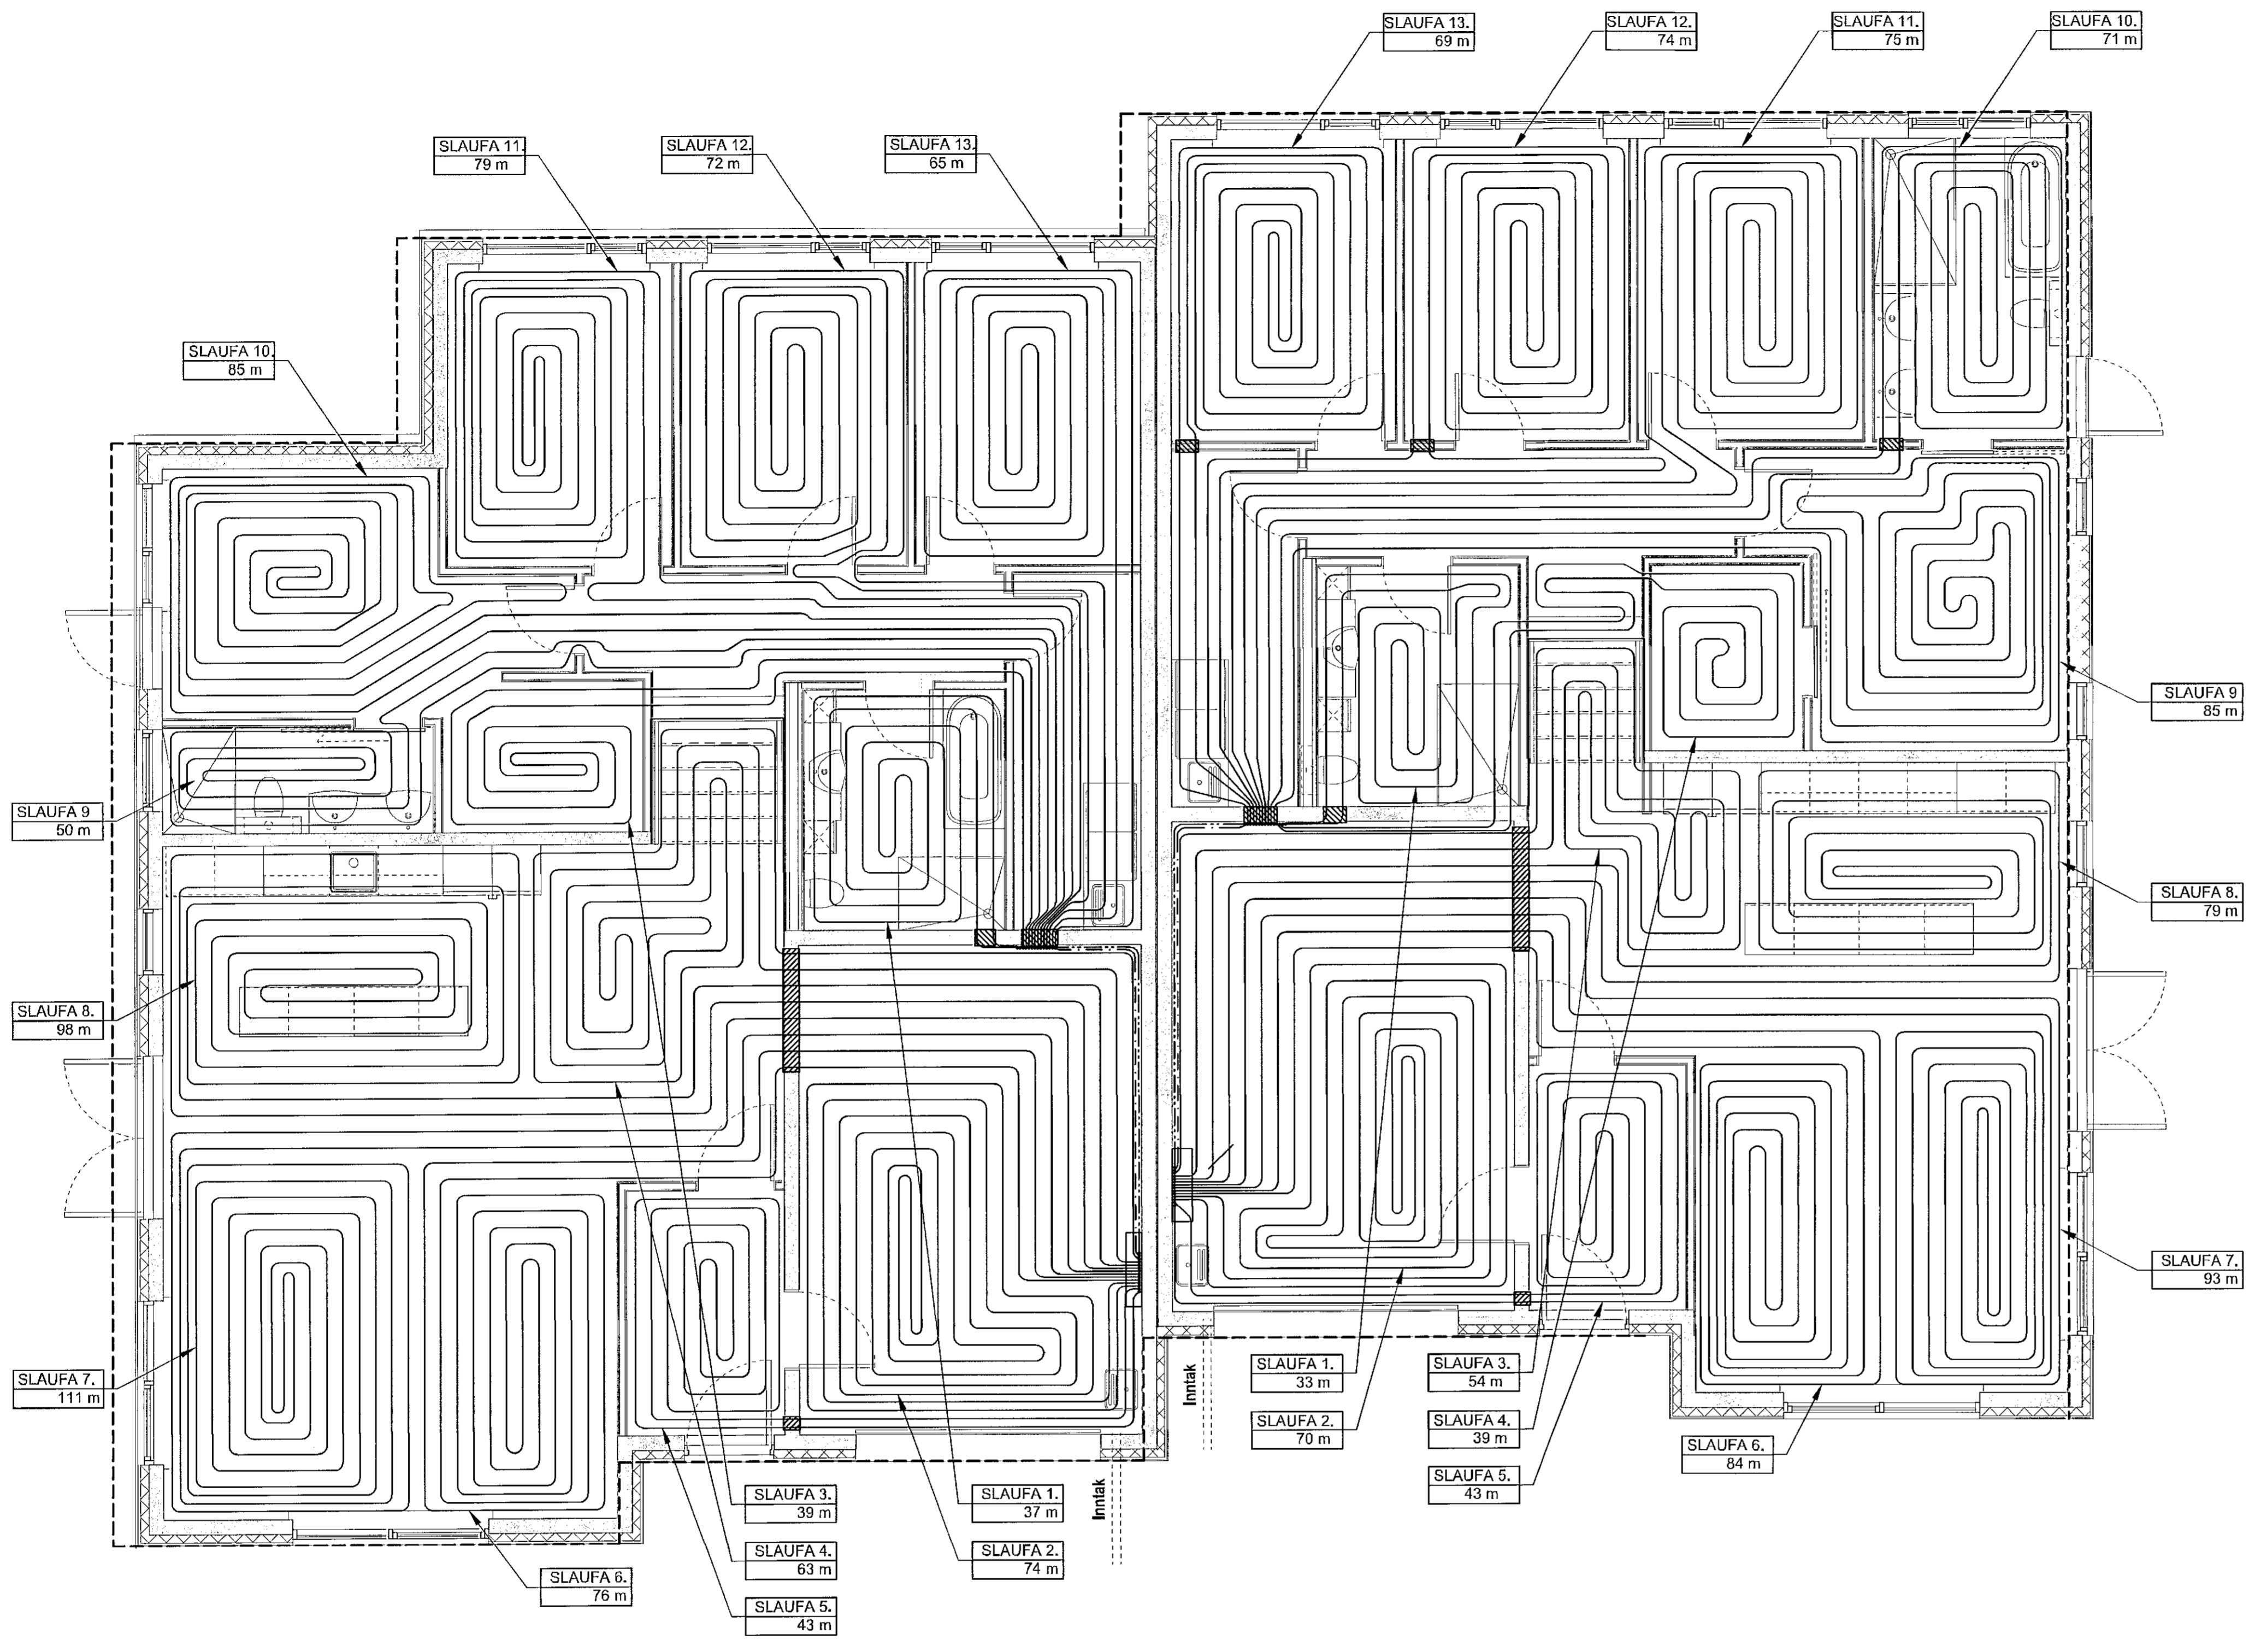 SLAUFA 13.
69 m
SLAUFA 12.
74 m
SLAUFA 11.
75 m
SLAUFA 10.
71 m
SLAUFA 11.
79 m
SLAUFA 12.
72 m
SLAUFA 13.
65 m
SLAUFA 10.
85 m
SLAUFA 9
85 m
SLAUFA 9
50 m
SLAUFA 8.
79 m
SLAUFA 8.
98 m
SLAUFA 7.
93 m
SLAUFA 7.
111 m
Inntak
SLAUFA 1.
33 m
SLAUFA 3.
54 m
SLAUFA 2.
70 m
SLAUFA 4.
39 m
SLAUFA 6.
84 m
SLAUFA 5.
43 m
Inntak
SLAUFA 3.
39 m
SLAUFA 1.
37 m
SLAUFA 4.
63 m
SLAUFA 2.
74 m
SLAUFA 6.
76 m
SLAUFA 5.
43 m